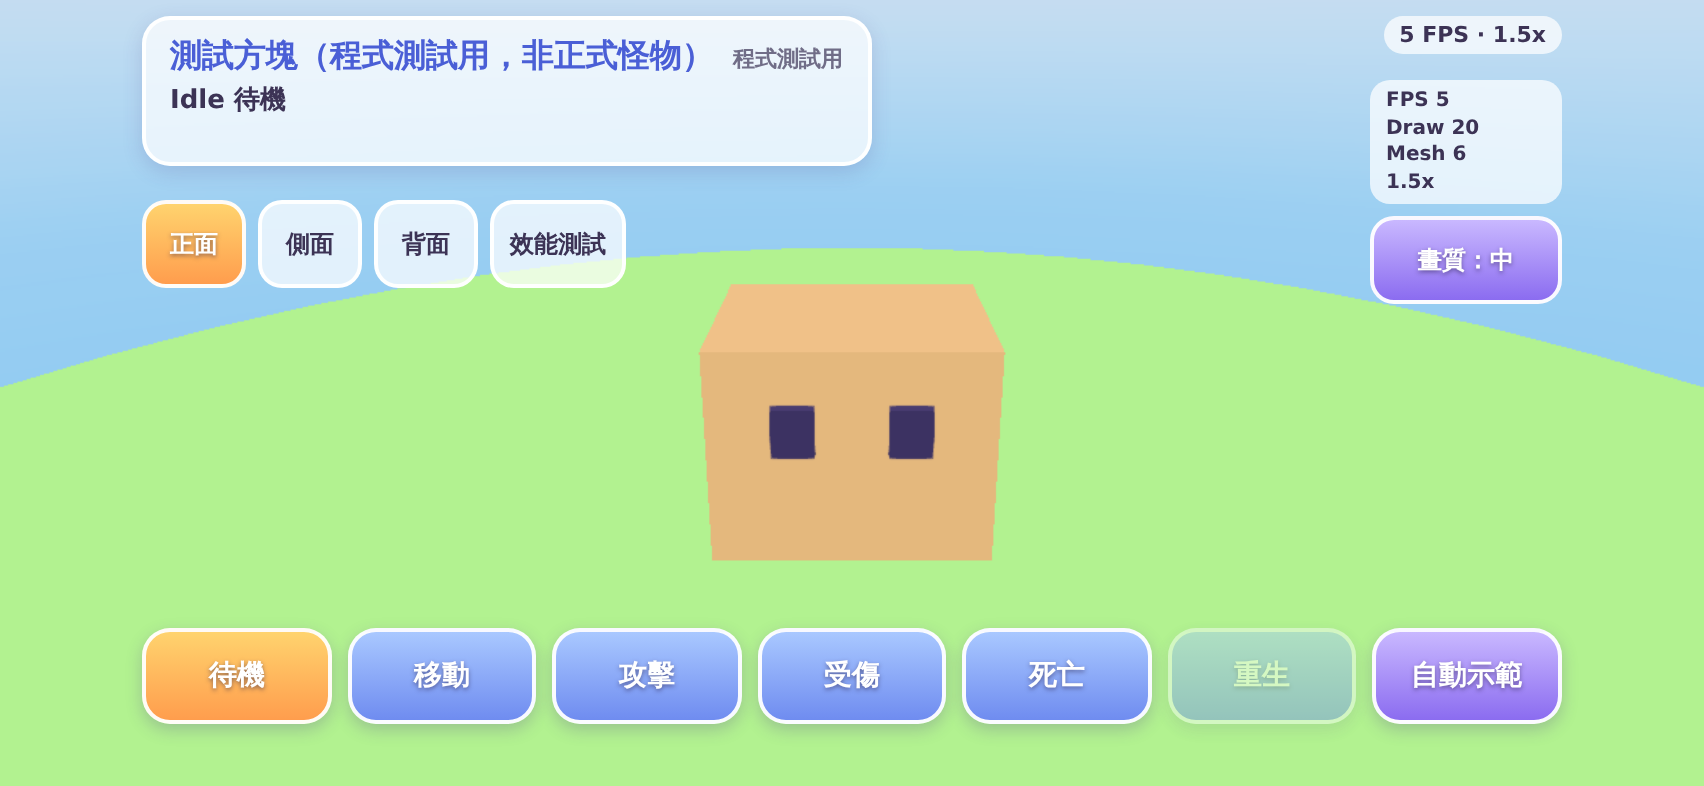 測試方塊（程式測試用，非正式怪物） 程式測試用
Idle 待機
5 FPS · 1.5x
FPS 5
Draw 20
Mesh 6
1.5x
正面 側面 背面 效能測試
畫質：中
待機 移動 攻擊 受傷 死亡 重生 自動示範